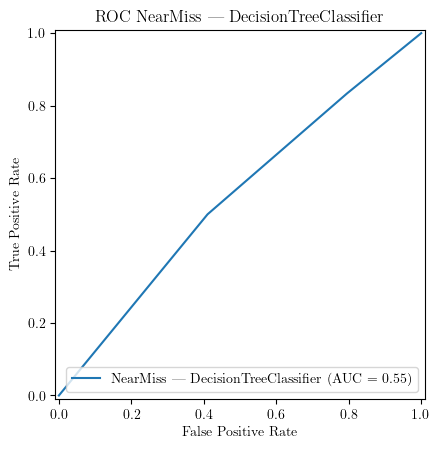 ROC NearMiss — DecisionTreeClassifier
True Positive Rate
1.0
0.8
0.6
0.4
0.2
0.0
NearMiss — DecisionTreeClassifier (AUC = 0.55)
0.0 0.2 0.4 0.6 0.8 1.0
False Positive Rate